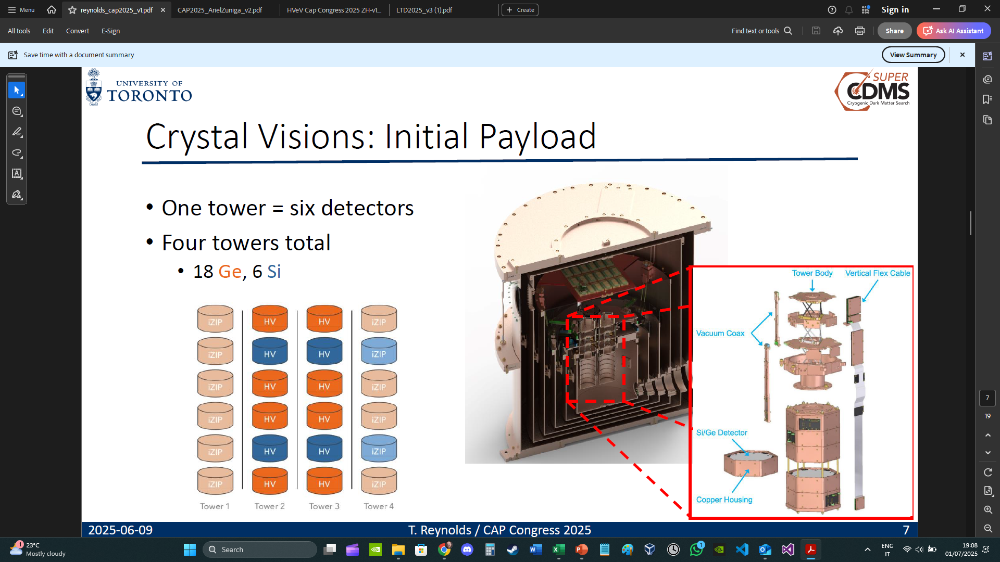 Menu
reynolds_cap2025_v1.pdf
CAP2025_ArielZuniga_v2.pdf
HVeV Cap Congress 2025 ZH-v1...
LTD2025_v3 (1).pdf
Create
Sign in
All tools
Edit
Convert
E-Sign
Find text or tools
Share
Ask AI Assistant
Save time with a document summary
View Summary
UNIVERSITY OF
TORONTO
SUPER
CDMS
Cryogenic Dark Matter Search
Crystal Visions: Initial Payload
• One tower = six detectors
• Four towers total
• 18 Ge, 6 Si
iZIP HV HV iZIP
iZIP HV HV iZIP
iZIP HV HV iZIP
iZIP HV HV iZIP
iZIP HV HV iZIP
iZIP HV HV iZIP
Tower 1 Tower 2 Tower 3 Tower 4
Tower Body
Vertical Flex Cable
Vacuum Coax
Si/Ge Detector
Copper Housing
2025-06-09
T. Reynolds / CAP Congress 2025
7
7
19
1
23°C
Mostly cloudy
Search
1
ENG
IT
19:08
01/07/2025